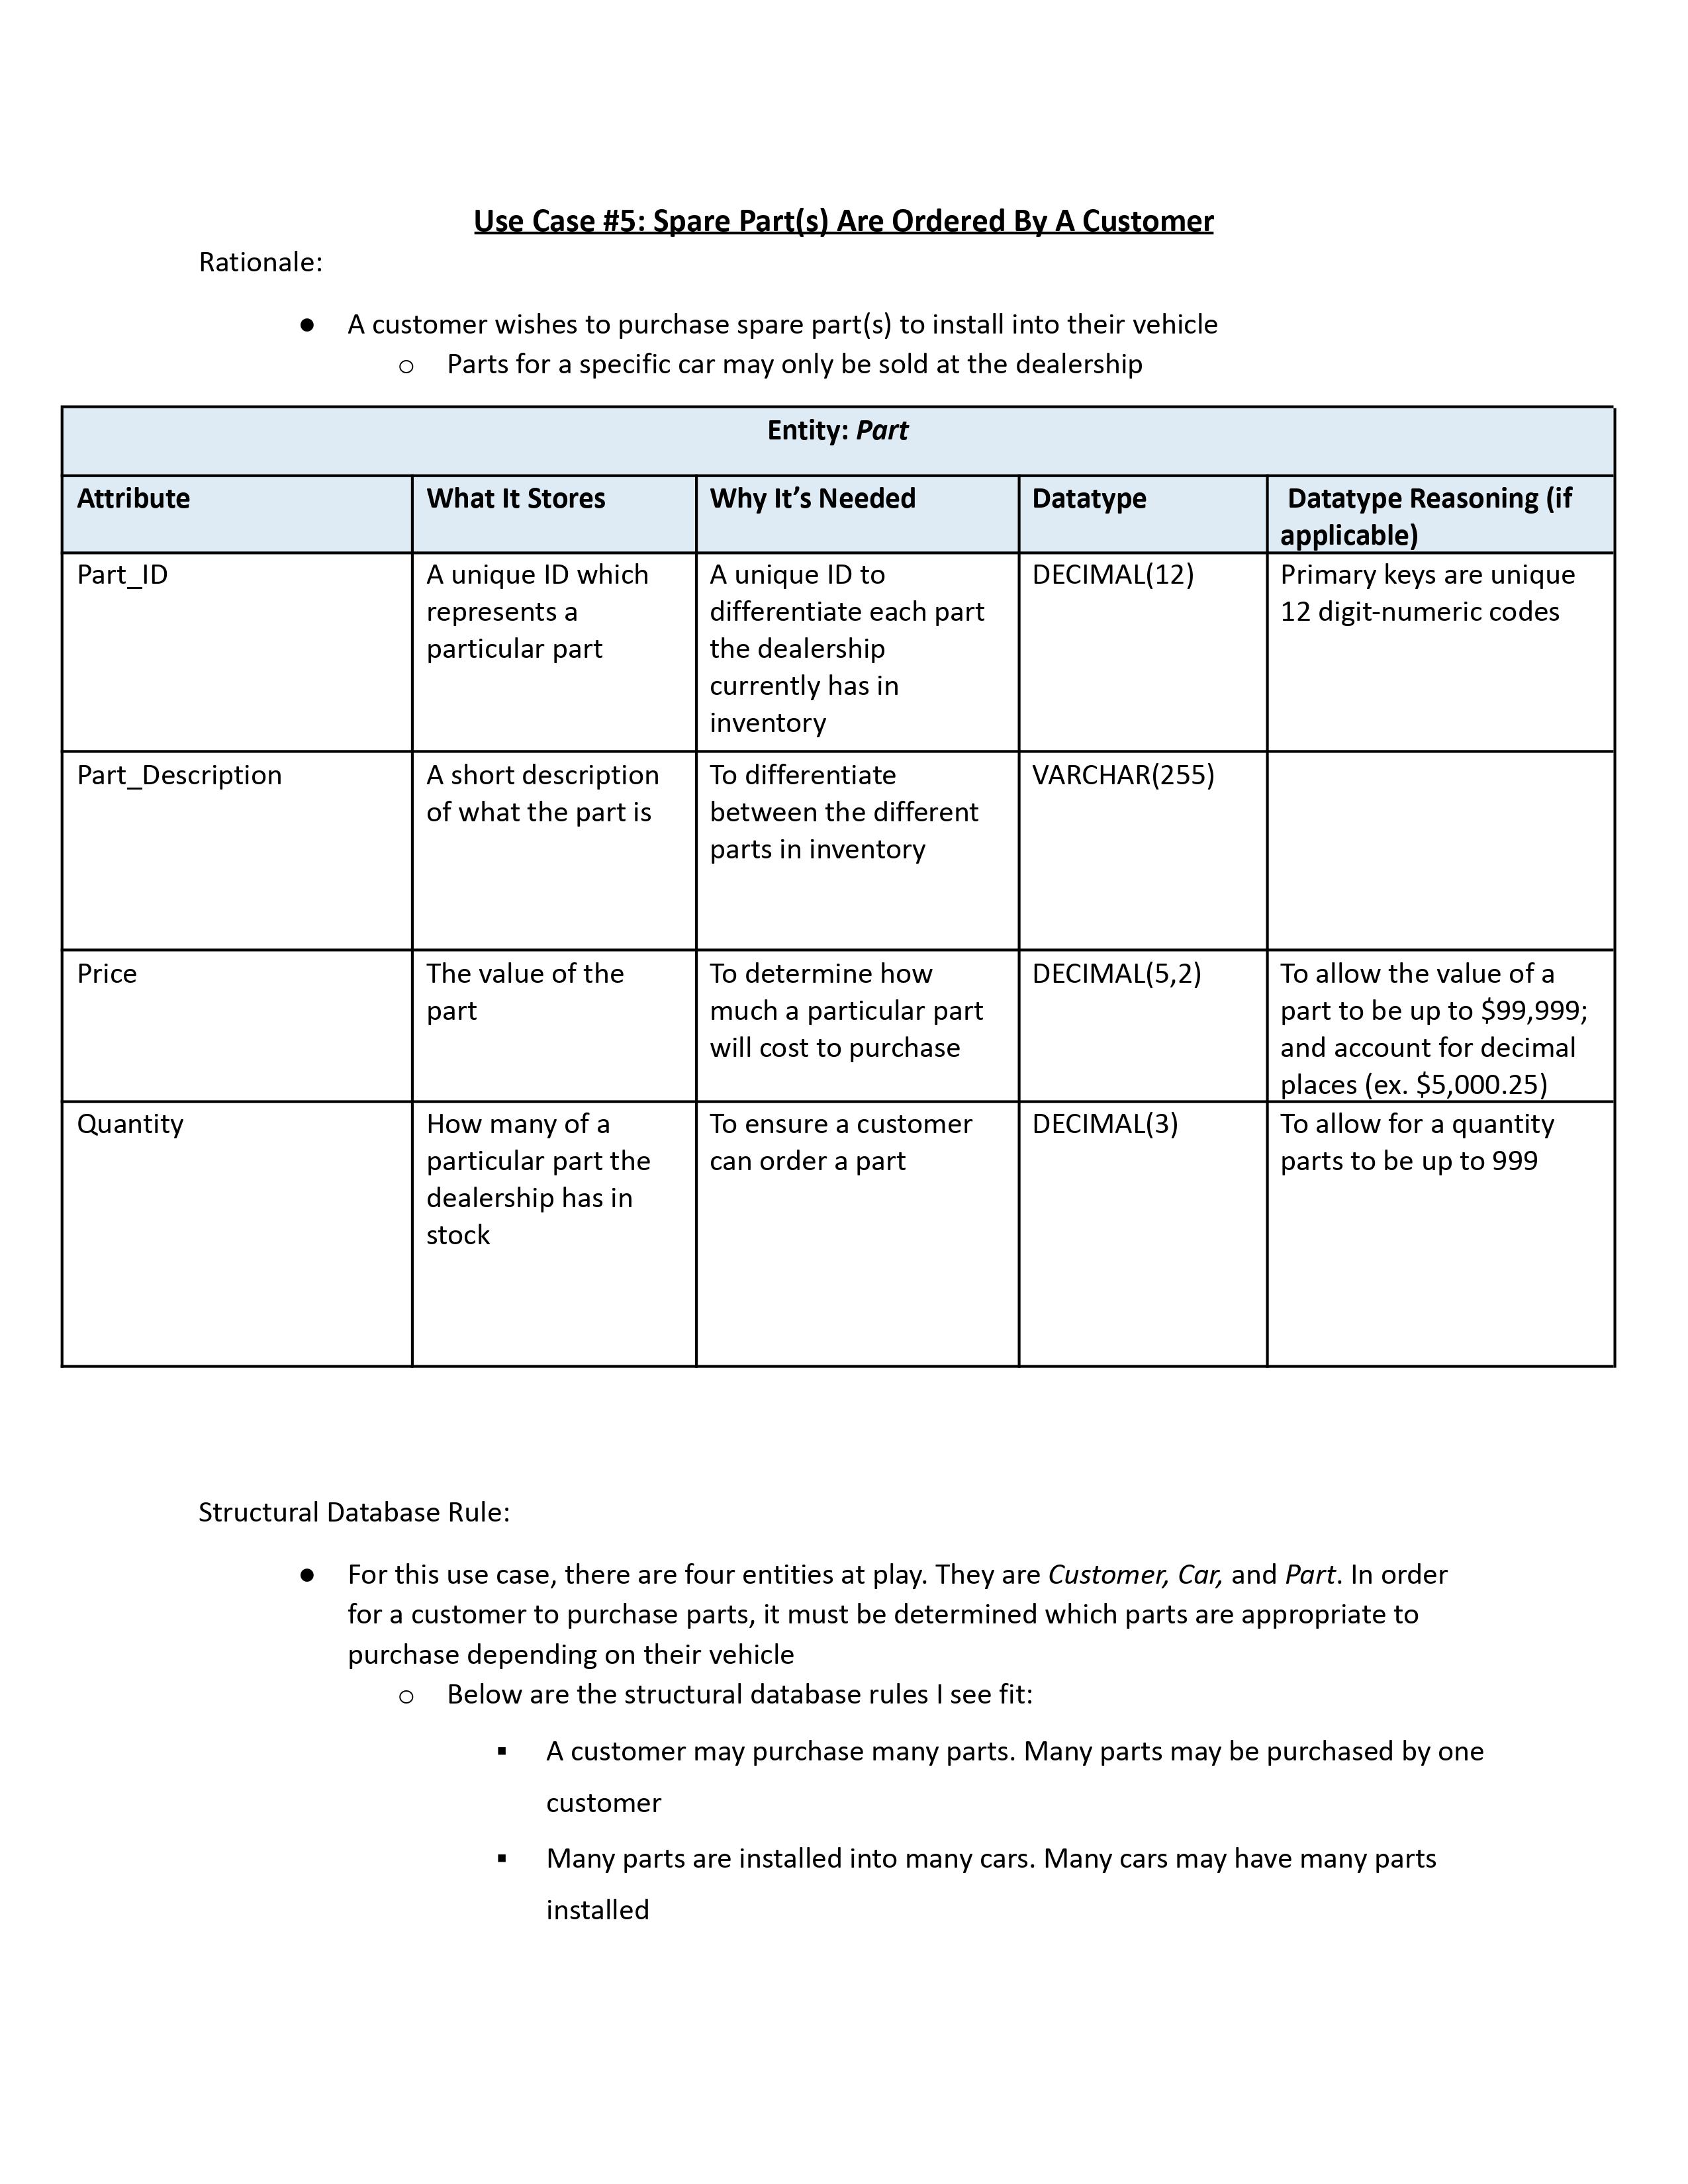 Use Case #5: Spare Part(s) Are Ordered By A Customer
Rationale:
● A customer wishes to purchase spare part(s) to install into their vehicle
○ Parts for a specific car may only be sold at the dealership
Entity: Part
Attribute
What It Stores
Why It’s Needed
Datatype
Datatype Reasoning (if
applicable)
Part_ID
A unique ID which
represents a
particular part
A unique ID to
differentiate each part
the dealership
currently has in
inventory
DECIMAL(12)
Primary keys are unique
12 digit-numeric codes
Part_Description
A short description
of what the part is
To differentiate
between the different
parts in inventory
VARCHAR(255)
Price
The value of the
part
To determine how
much a particular part
will cost to purchase
DECIMAL(5,2)
To allow the value of a
part to be up to $99,999;
and account for decimal
places (ex. $5,000.25)
Quantity
How many of a
particular part the
dealership has in
stock
To ensure a customer
can order a part
DECIMAL(3)
To allow for a quantity
parts to be up to 999
Structural Database Rule:
● For this use case, there are four entities at play. They are Customer, Car, and Part. In order
for a customer to purchase parts, it must be determined which parts are appropriate to
purchase depending on their vehicle
○ Below are the structural database rules I see fit:
▪ A customer may purchase many parts. Many parts may be purchased by one
customer
▪ Many parts are installed into many cars. Many cars may have many parts
installed